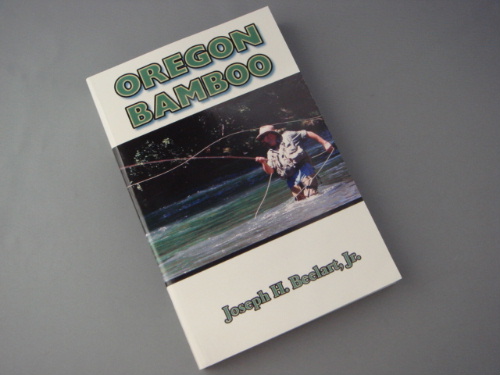 OREGON
BAMBOO
Joseph H. Beelart, Jr.